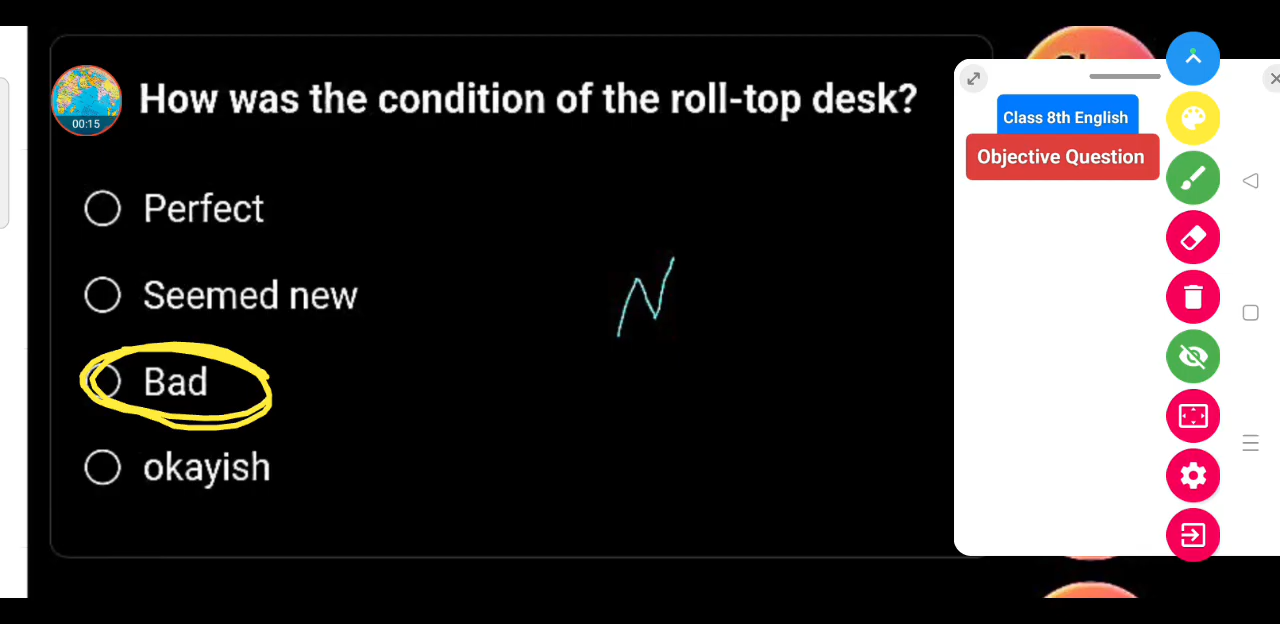 How was the condition of the roll-top desk?
00:15
Perfect
Seemed new
Bad
okayish
N
Class 8th English
Objective Question